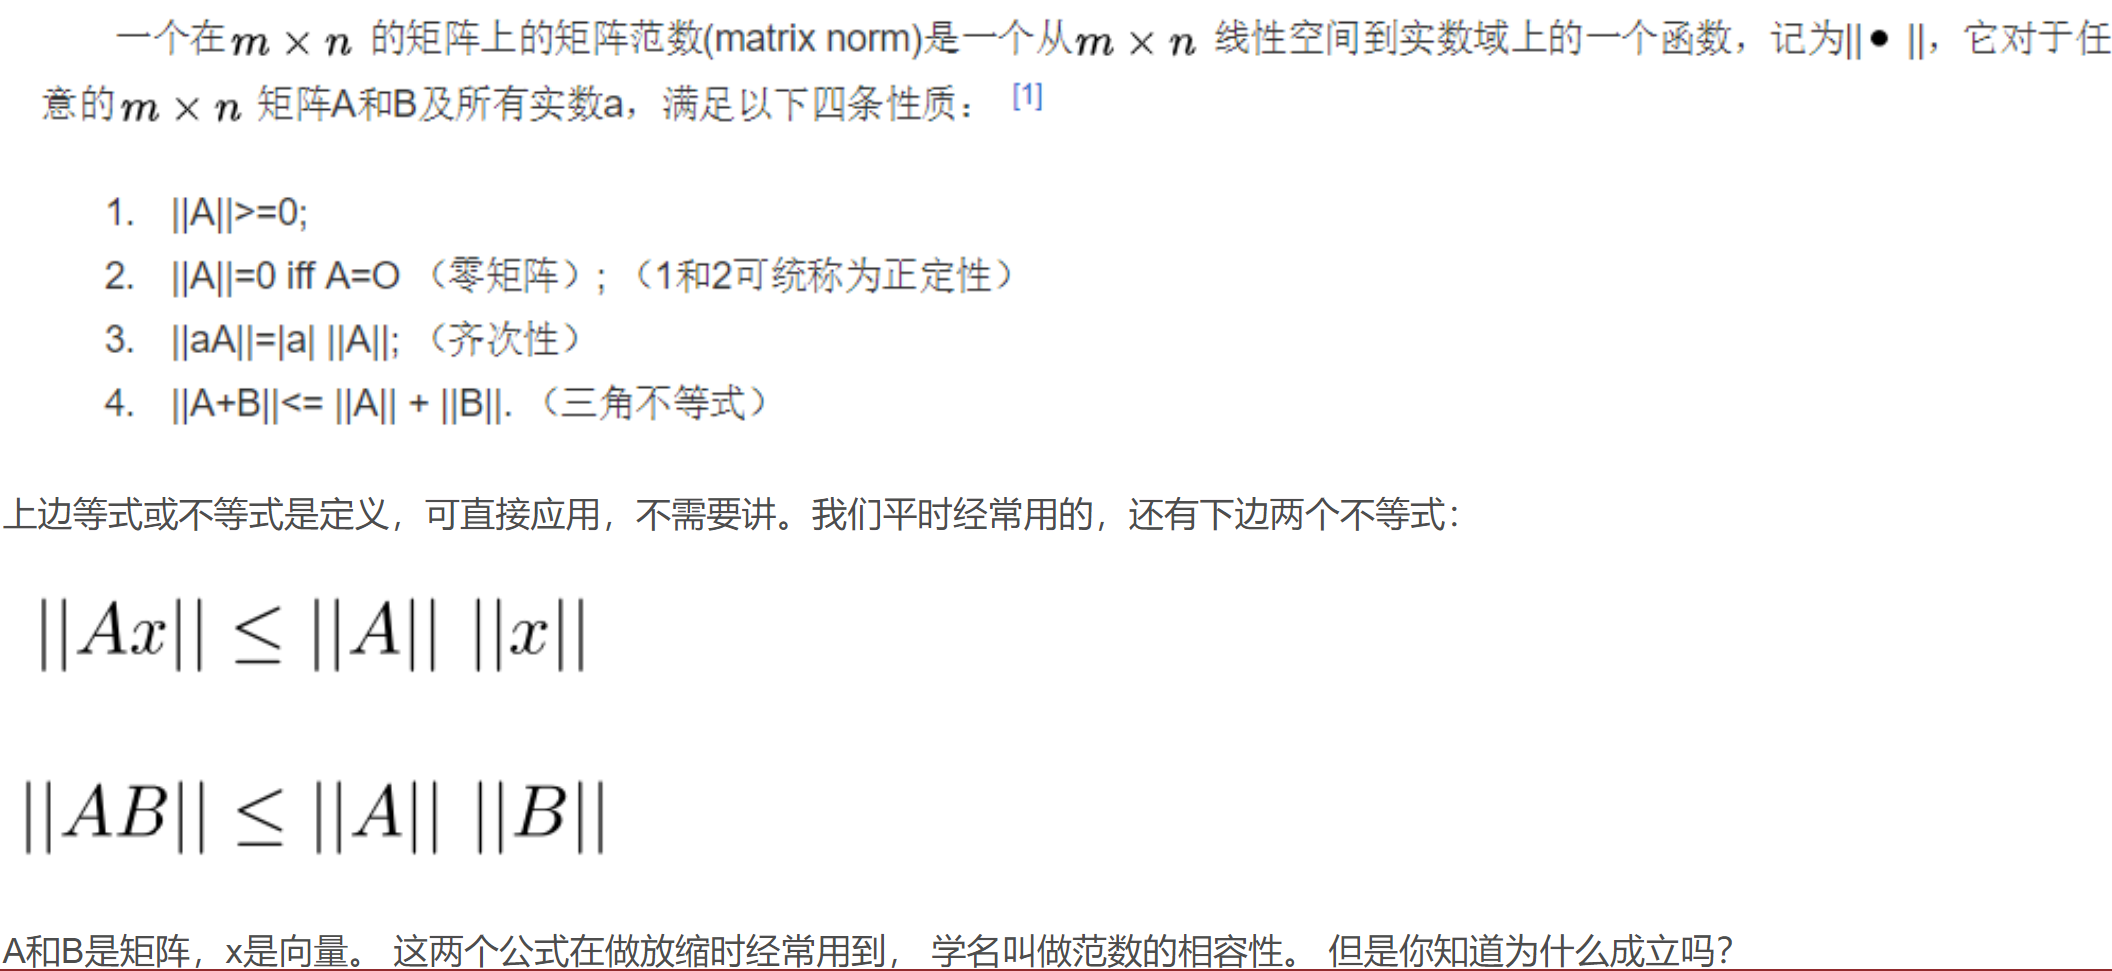 一个在m × n 的矩阵上的矩阵范数(matrix norm)是一个从m × n 线性空间到实数域上的一个函数，记为||● ||，它对于任
意的m × n 矩阵A和B及所有实数a，满足以下四条性质： [1]
1. ||A||>=0;
2. ||A||=0 iff A=O （零矩阵）; （1和2可统称为正定性）
3. ||aA||=|a| ||A||; （齐次性）
4. ||A+B||<= ||A|| + ||B||. （三角不等式）
上边等式或不等式是定义，可直接应用，不需要讲。我们平时经常用的，还有下边两个不等式：
||Ax|| ≤ ||A|| ||x||
||AB|| ≤ ||A|| ||B||
A和B是矩阵，x是向量。 这两个公式在做放缩时经常用到， 学名叫做范数的相容性。 但是你知道为什么成立吗？